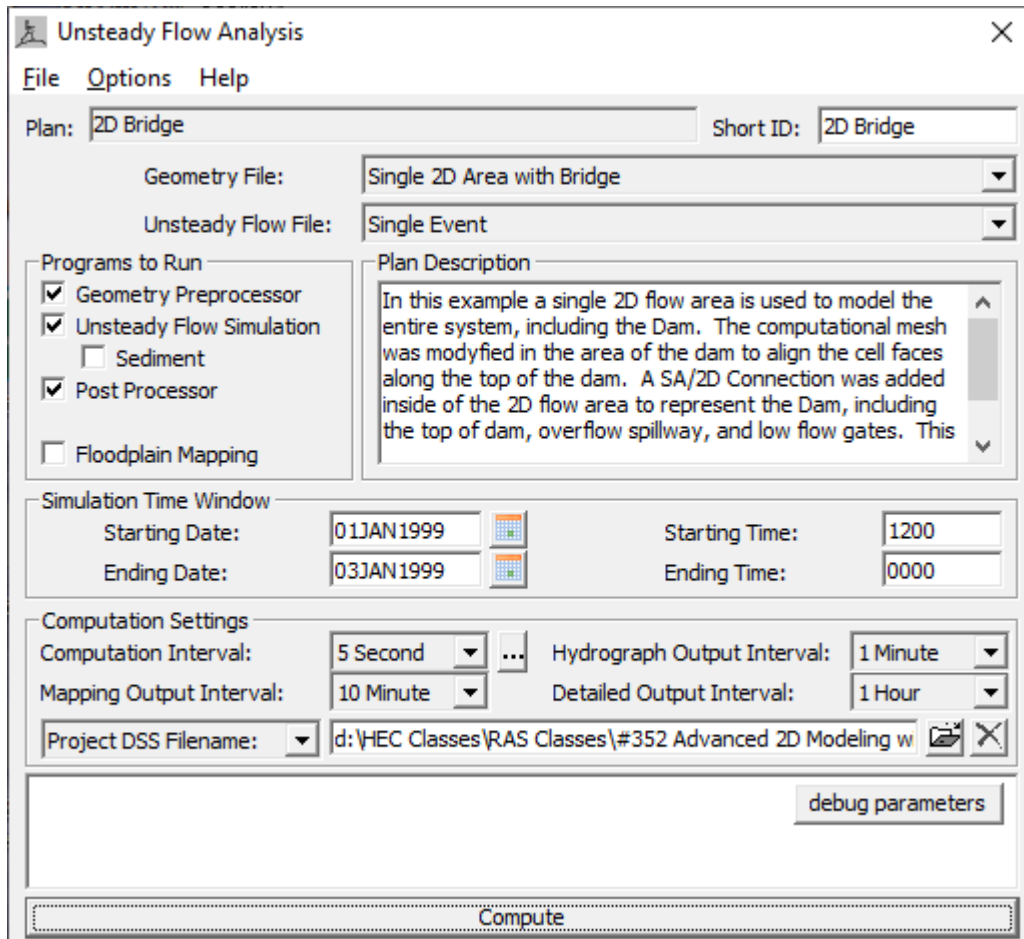 Unsteady Flow Analysis
File Options Help
Plan: 2D Bridge Short ID: 2D Bridge
Geometry File: Single 2D Area with Bridge
Unsteady Flow File: Single Event
Programs to Run
Geometry Preprocessor
Unsteady Flow Simulation
Sediment
Post Processor
Floodplain Mapping
Plan Description
In this example a single 2D flow area is used to model the
entire system, including the Dam. The computational mesh
was modyfied in the area of the dam to align the cell faces
along the top of the dam. A SA/2D Connection was added
inside of the 2D flow area to represent the Dam, including
the top of dam, overflow spillway, and low flow gates. This
Simulation Time Window
Starting Date: 01JAN1999 Starting Time: 1200
Ending Date: 03JAN1999 Ending Time: 0000
Computation Settings
Computation Interval: 5 Second ... Hydrograph Output Interval: 1 Minute
Mapping Output Interval: 10 Minute Detailed Output Interval: 1 Hour
Project DSS Filename: d:\HEC Classes\RAS Classes\#352 Advanced 2D Modeling w
debug parameters
Compute